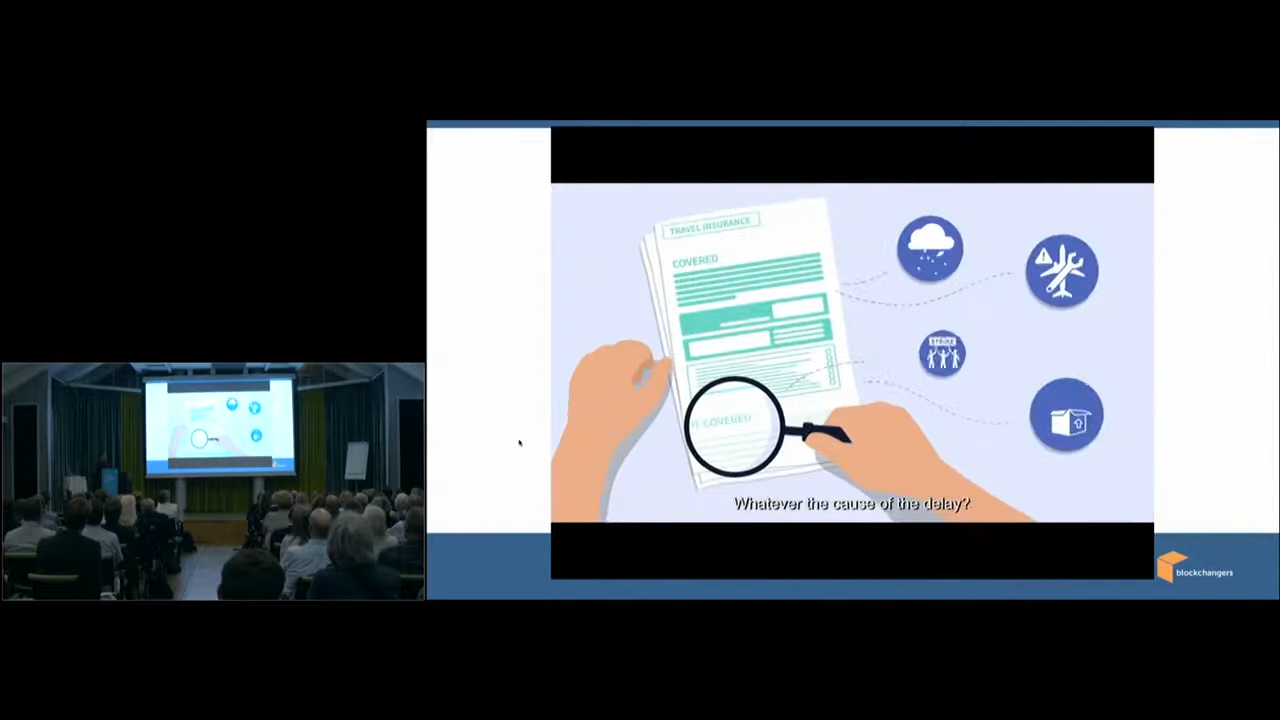 TRAVEL INSURANCE
COVERED
STRIKE
COVERED
Whatever the cause of the delay?
blockchangers